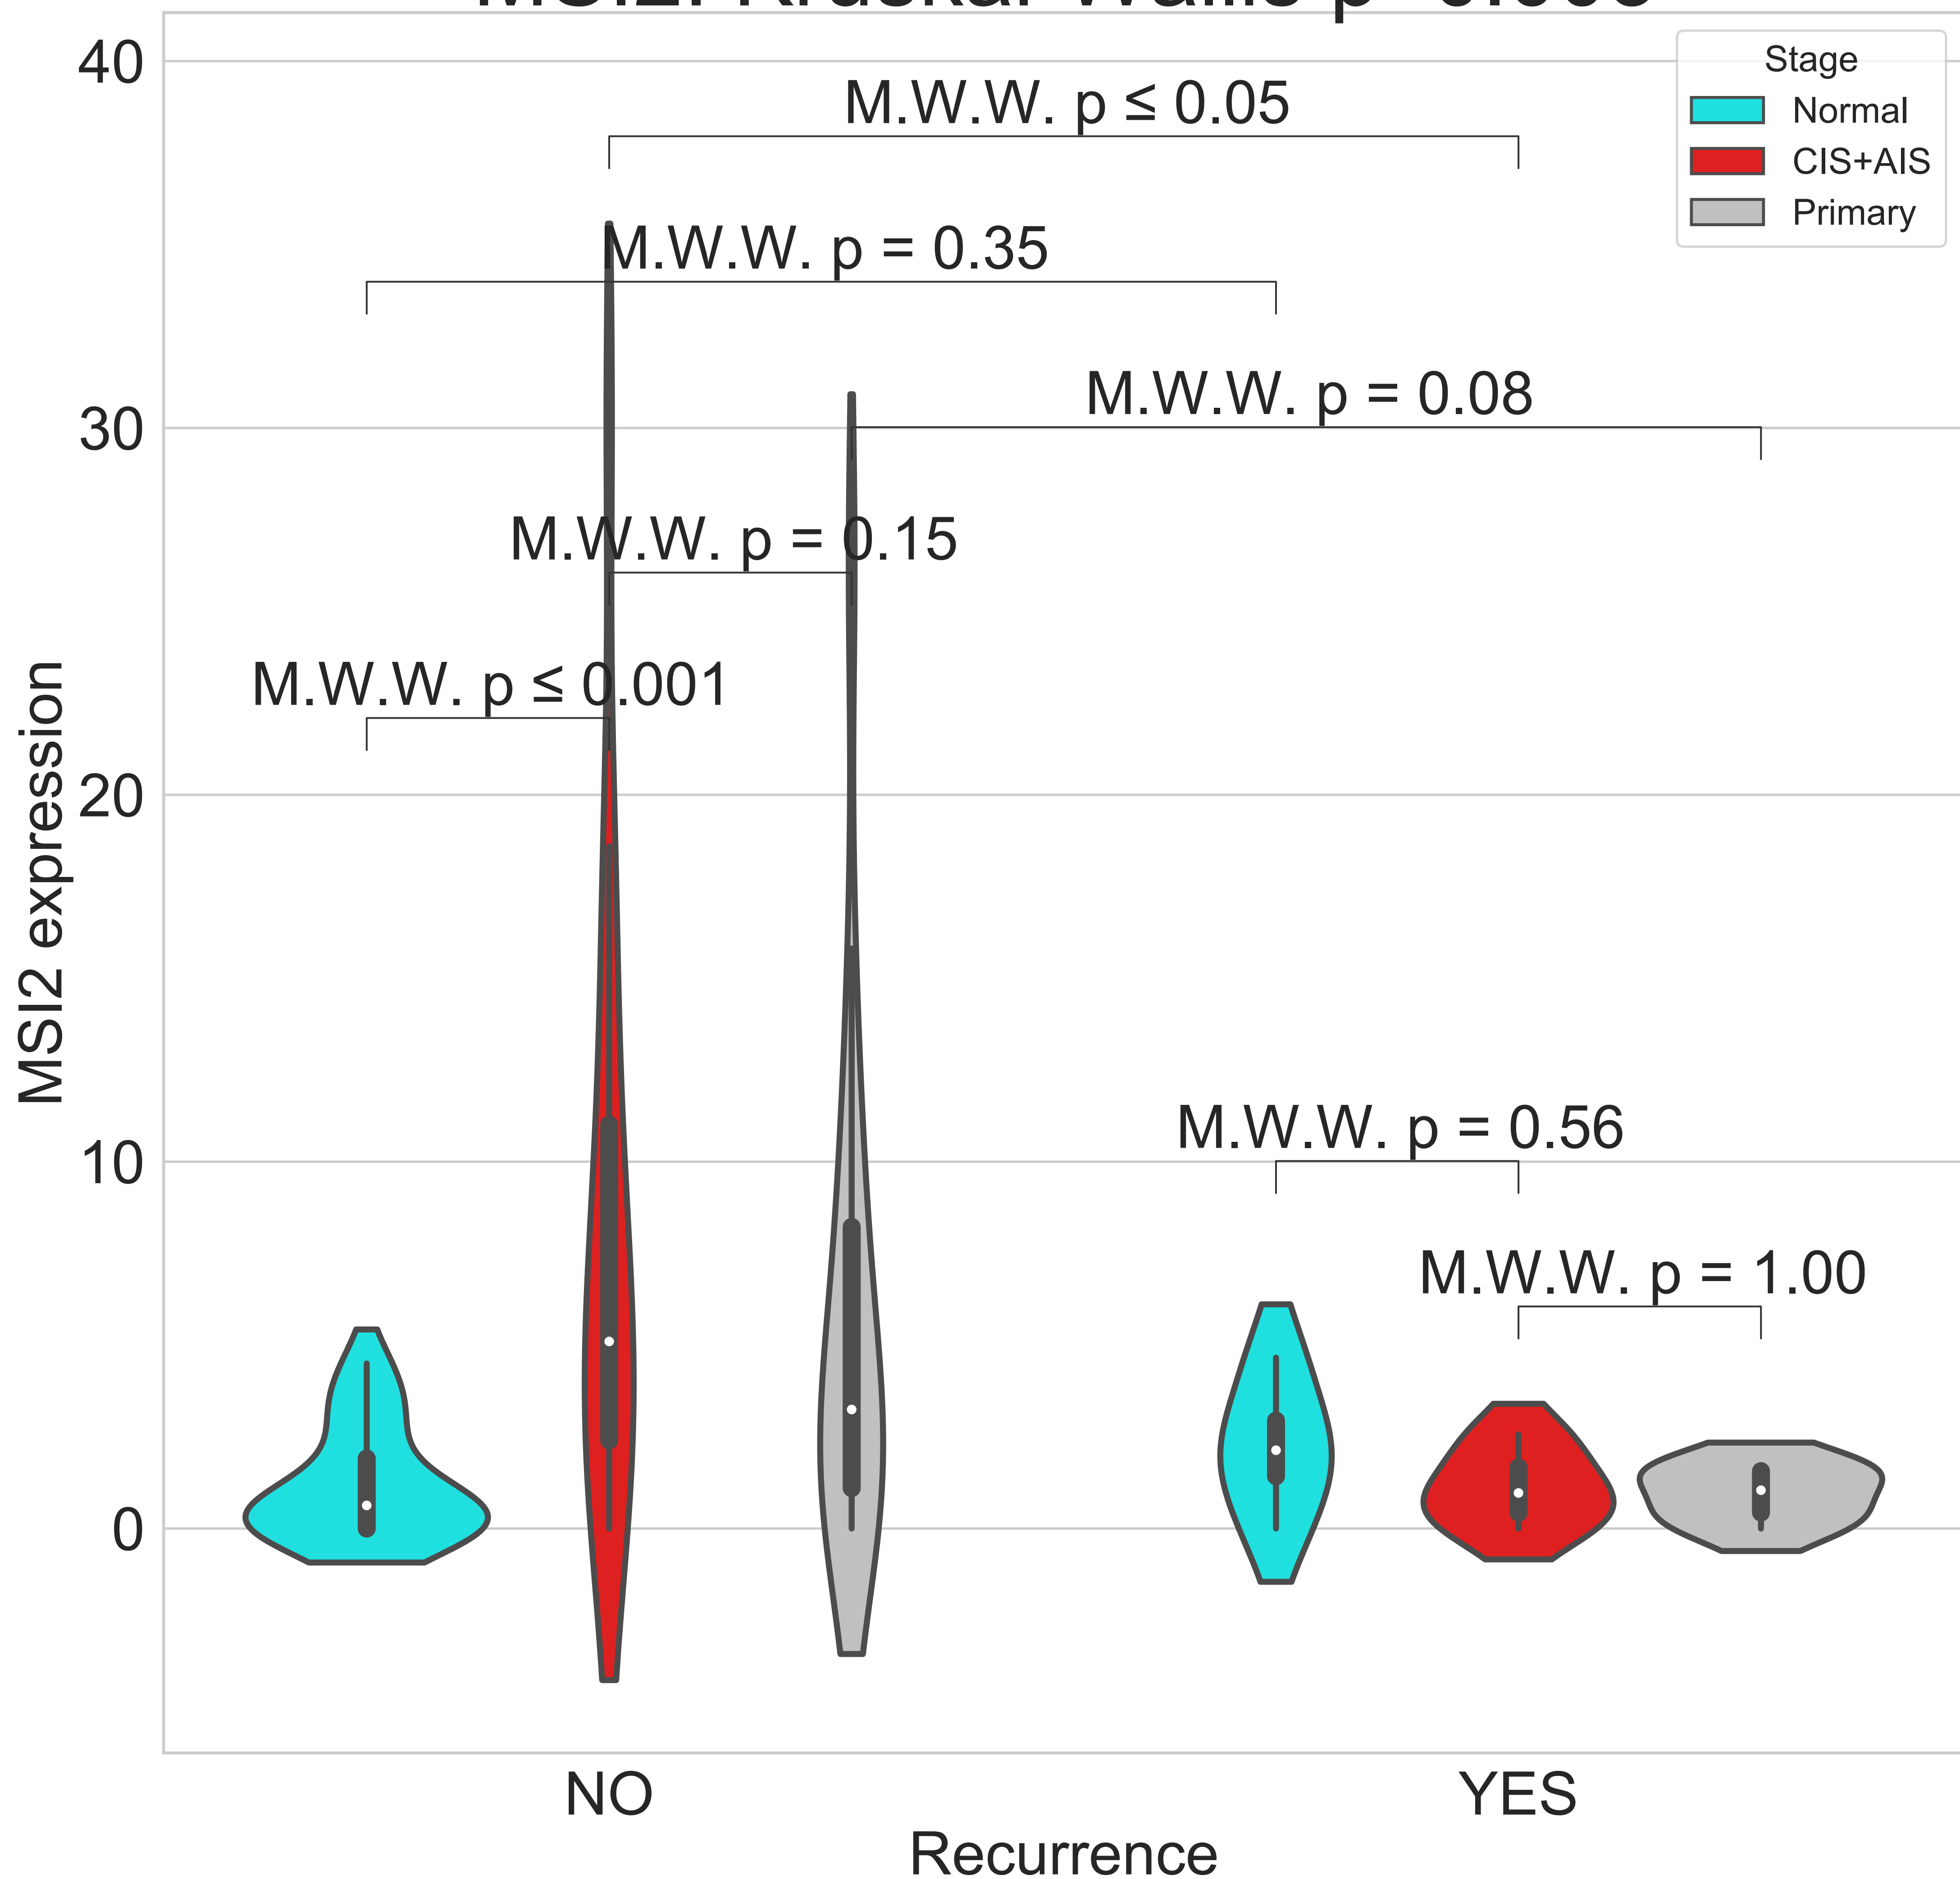 40
M.W.W. p ≤ 0.05
Stage
Normal
CIS+AIS
Primary
M.W.W. p = 0.35
M.W.W. p = 0.08
30
M.W.W. p = 0.15
M.W.W. p ≤ 0.001
20
MSI2 expression
10
M.W.W. p = 0.56
M.W.W. p = 1.00
0
NO
YES
Recurrence